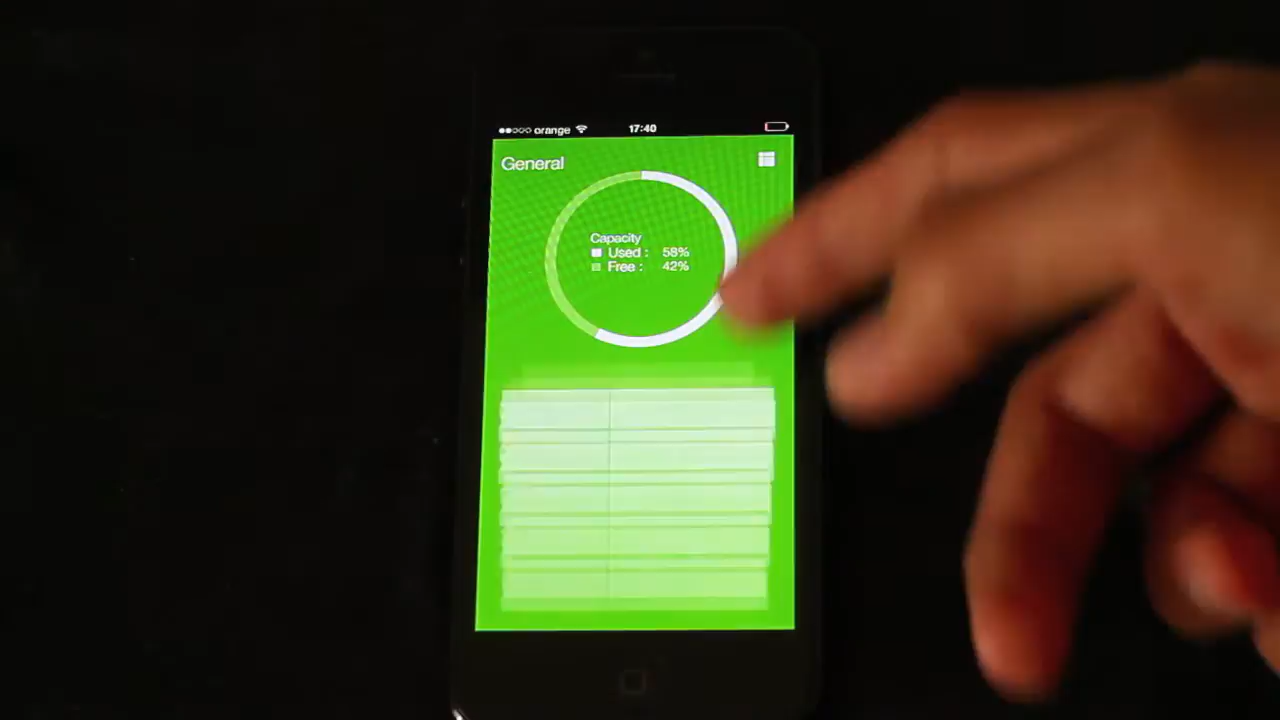 orange 17:40
General
Capacity
Used : 58%
Free : 42%